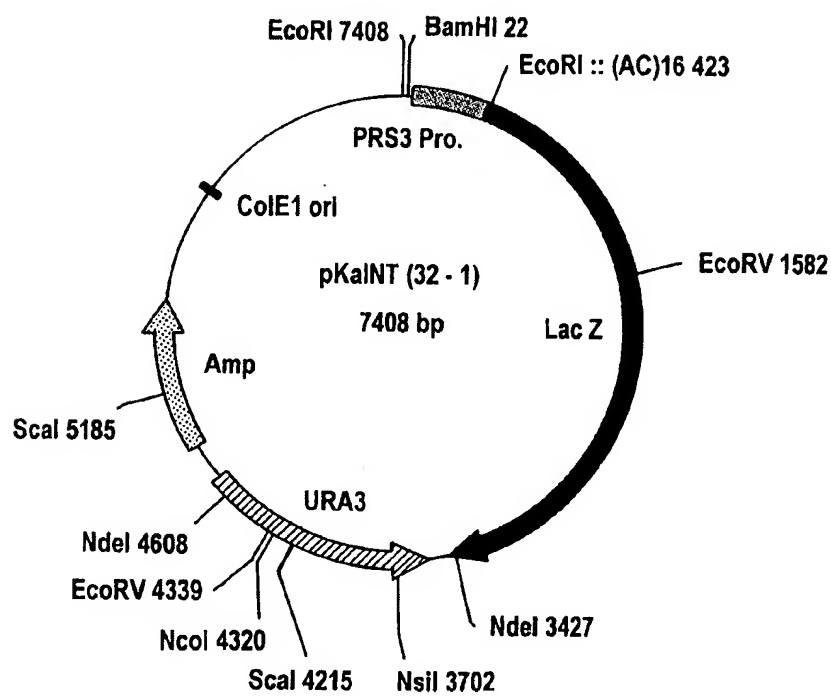 EcoRI 7408
BamHI 22
EcoRI :: (AC)16 423
PRS3 Pro.
ColE1 ori
pKaINT (32 - 1)
7408 bp
EcoRV 1582
Lac Z
Amp
ScaI 5185
URA3
NdeI 4608
EcoRV 4339
NcoI 4320
ScaI 4215
NsiI 3702
NdeI 3427